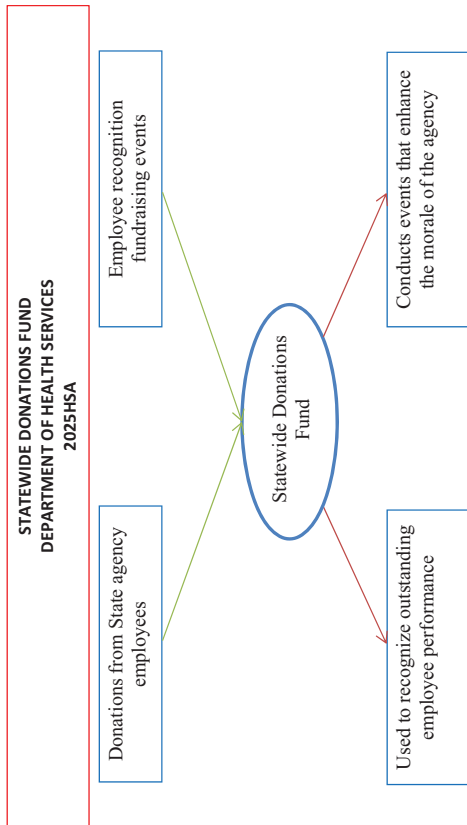 STATEWIDE DONATIONS FUND
DEPARTMENT OF HEALTH SERVICES
2025HSA
Donations from State agency
employees
Employee recognition
fundraising events
Statewide Donations
Fund
Used to recognize outstanding
employee performance
Conducts events that enhance
the morale of the agency